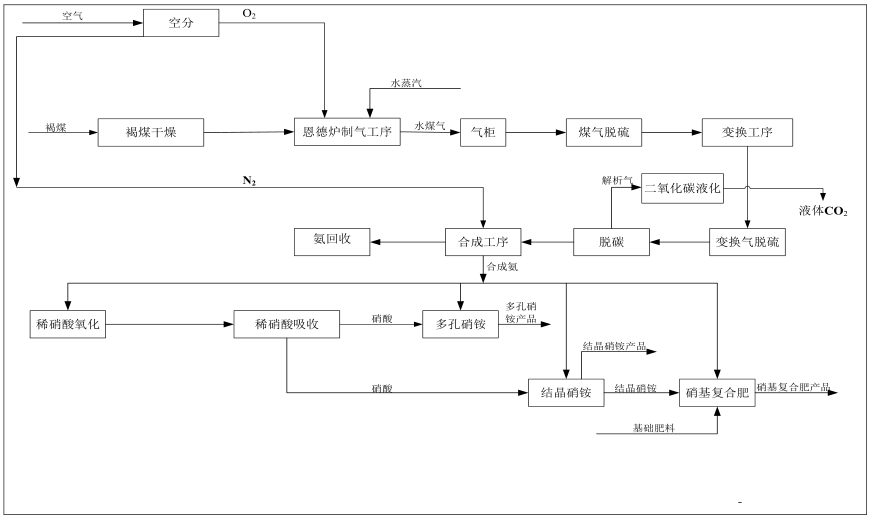 空气
空分
O₂
水蒸汽
褐煤
褐煤干燥
恩德炉制气工序
水煤气
气柜
煤气脱硫
变换工序
N₂
解析气
二氧化碳液化
液体CO₂
氨回收
合成工序
脱碳
变换气脱硫
合成氨
稀硝酸氧化
稀硝酸吸收
硝酸
多孔硝铵
多孔硝
铵产品
结晶硝铵产品
硝酸
结晶硝铵
结晶硝铵
硝基复合肥
硝基复合肥产品
基础肥料